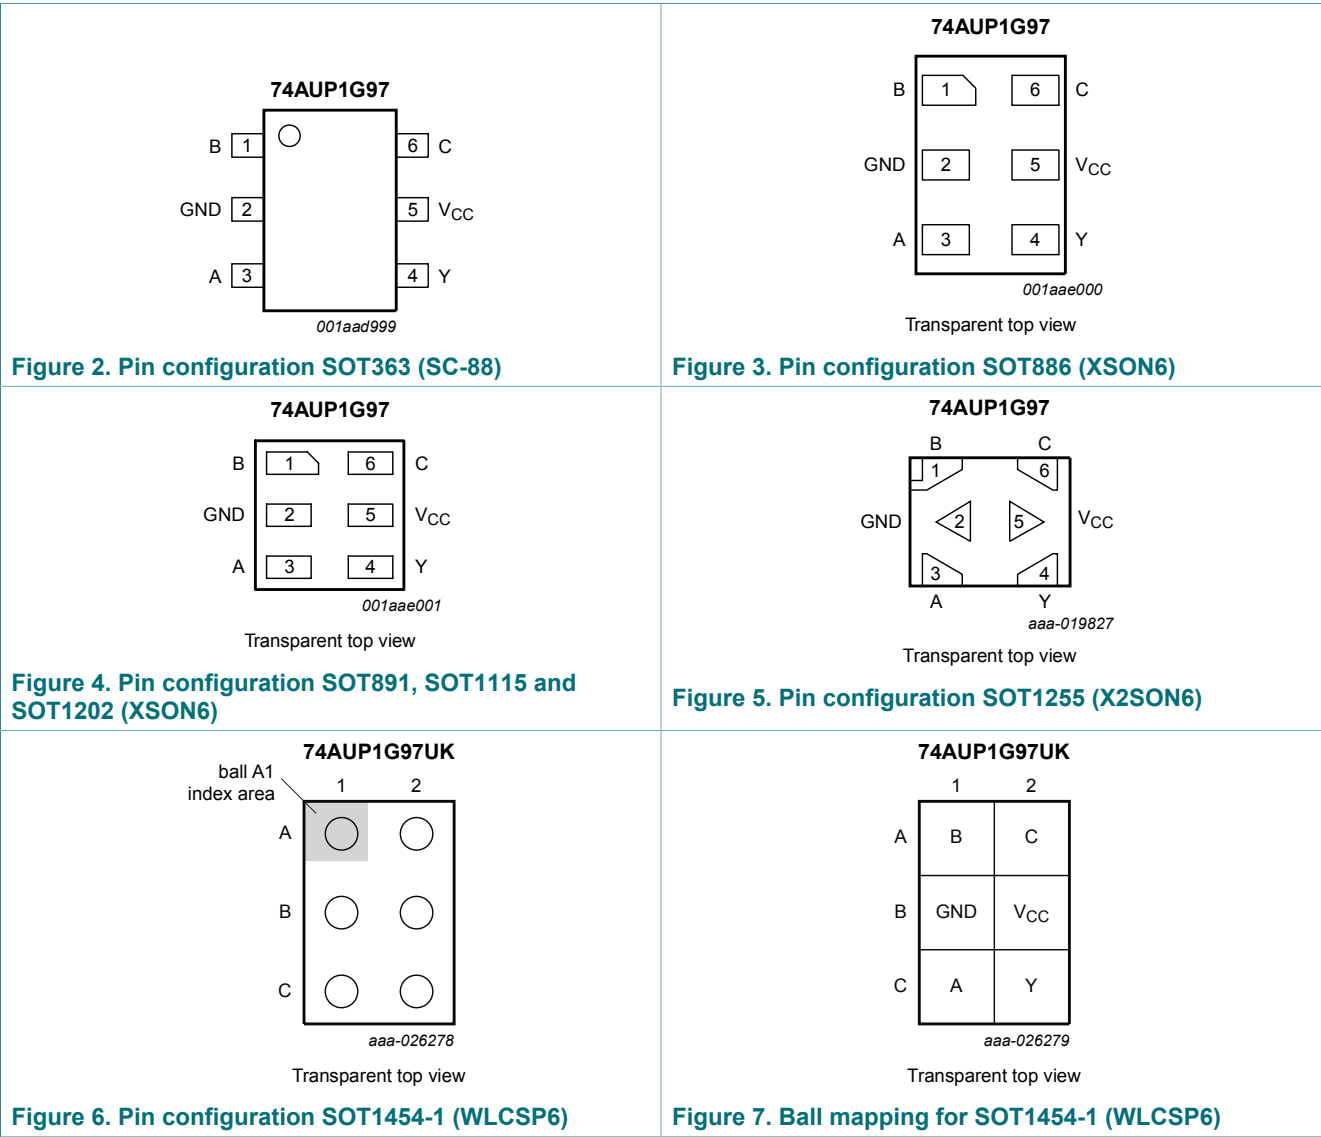 74AUP1G97
B 1 6 C
GND 2 5 VCC
A 3 4 Y
001aad999
Figure 2. Pin configuration SOT363 (SC-88)
74AUP1G97
B 1 6 C
GND 2 5 VCC
A 3 4 Y
001aae000
Transparent top view
Figure 3. Pin configuration SOT886 (XSON6)
74AUP1G97
B 1 6 C
GND 2 5 VCC
A 3 4 Y
001aae001
Transparent top view
Figure 4. Pin configuration SOT891, SOT1115 and
SOT1202 (XSON6)
74AUP1G97
B C
1 6
GND 2 5 VCC
3 4
A Y
aaa-019827
Transparent top view
Figure 5. Pin configuration SOT1255 (X2SON6)
74AUP1G97UK
ball A1
index area
1 2
A
B
C
aaa-026278
Transparent top view
Figure 6. Pin configuration SOT1454-1 (WLCSP6)
74AUP1G97UK
1 2
A B C
B GND VCC
C A Y
aaa-026279
Transparent top view
Figure 7. Ball mapping for SOT1454-1 (WLCSP6)